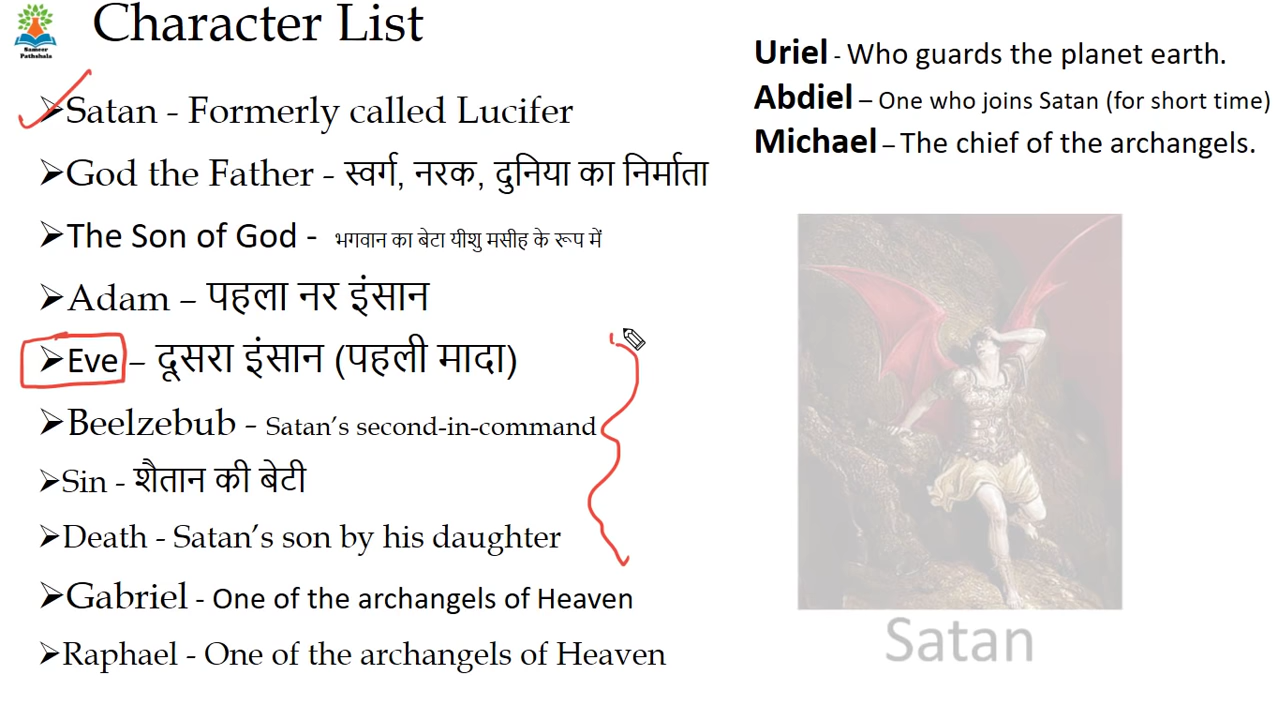 Sameer
Pathshala
Character List
➢Satan - Formerly called Lucifer
➢God the Father - स्वर्ग, नरक, दुनिया का निर्माता
➢The Son of God - भगवान का बेटा यीशु मसीह के रूप में
➢Adam – पहला नर इंसान
➢Eve – दूसरा इंसान (पहली मादा)
➢Beelzebub - Satan’s second-in-command
➢Sin - शैतान की बेटी
➢Death - Satan’s son by his daughter
➢Gabriel - One of the archangels of Heaven
➢Raphael - One of the archangels of Heaven
Uriel - Who guards the planet earth.
Abdiel – One who joins Satan (for short time)
Michael – The chief of the archangels.
Satan